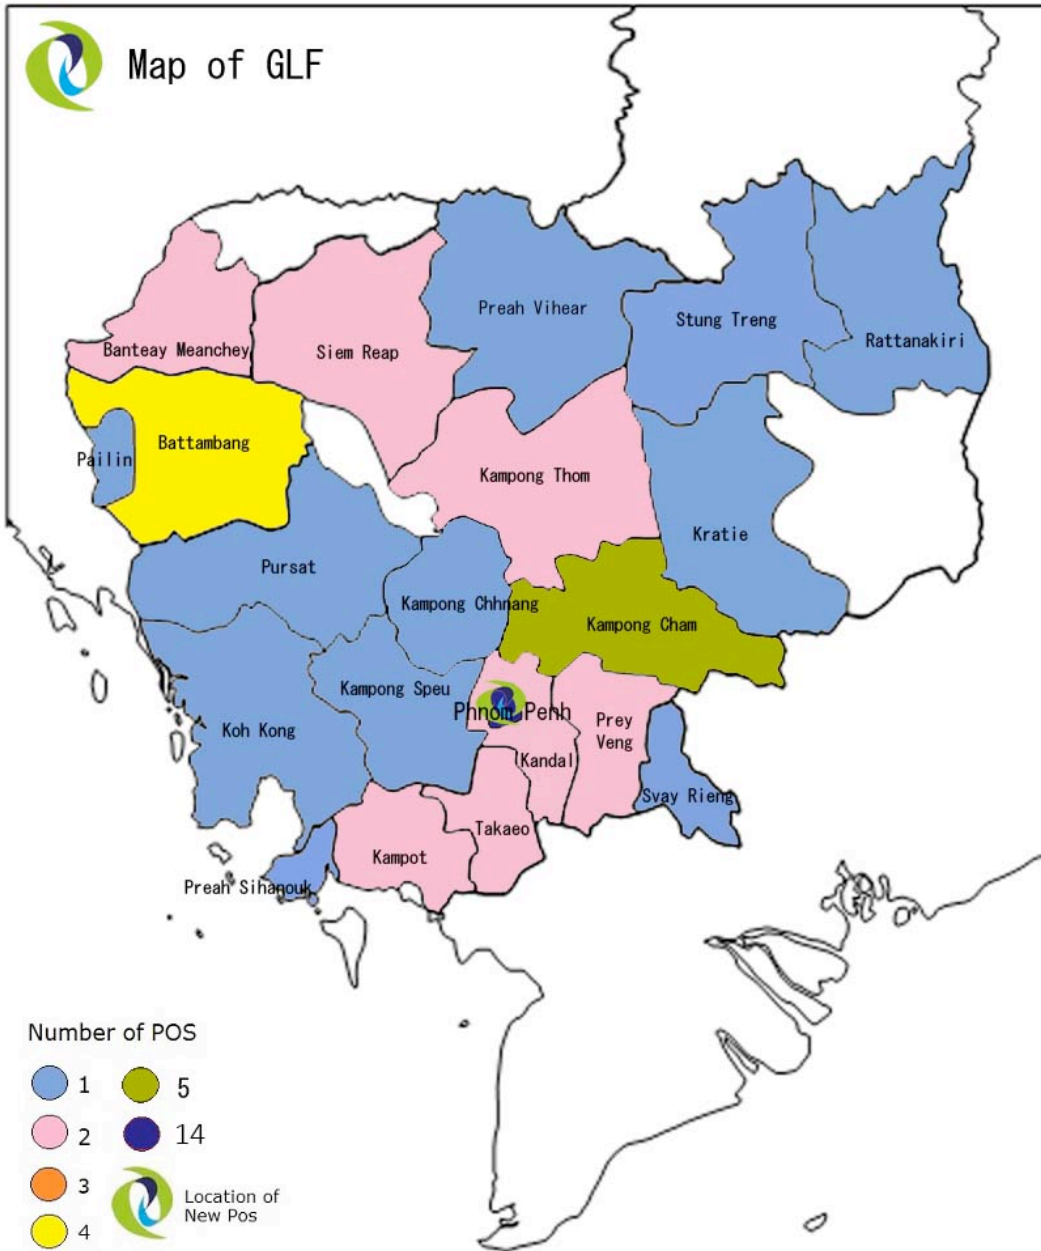 Map of GLF
Preah Vihear
Stung Treng
Rattanakiri
Banteay Meanchey
Siem Reap
Battambang
Pailin
Kampong Thom
Kratie
Pursat
Kampong Chhnang
Kampong Cham
Kampong Speu
Phnom Penh
Prey
Veng
Koh Kong
Kandal
Svay Rieng
Takaeo
Kampot
Preah Sihanouk
Number of POS
1
5
2
14
3
Location of
New Pos
4